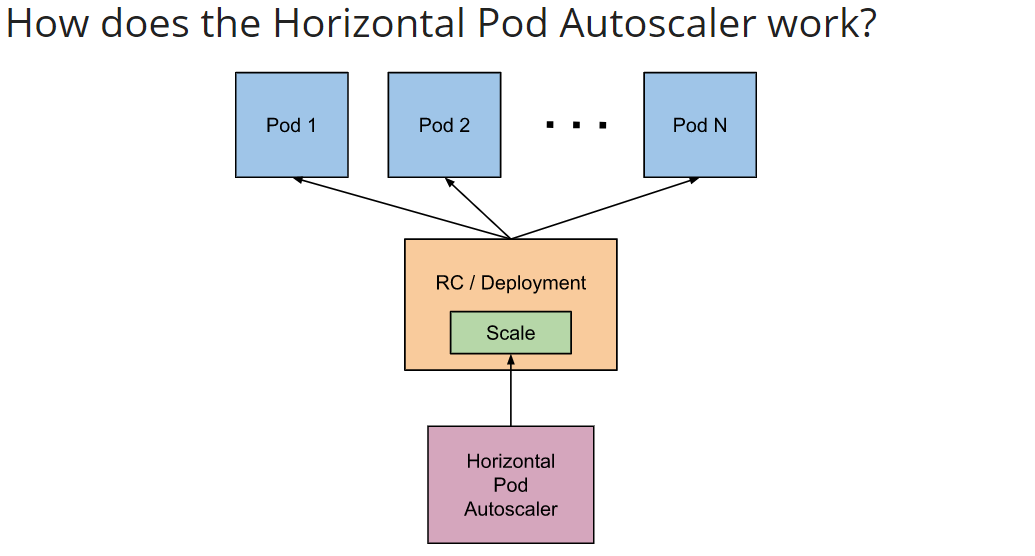 How does the Horizontal Pod Autoscaler work?
Pod 1
Pod 2
Pod N
RC / Deployment
Scale
Horizontal
Pod
Autoscaler